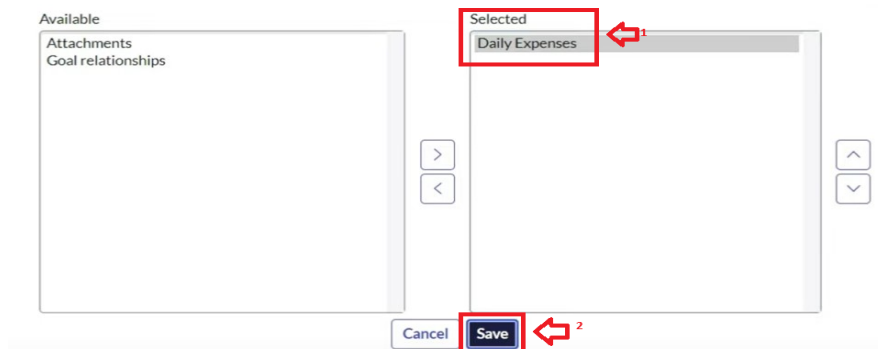 Available
Attachments
Goal relationships
Selected
Daily Expenses
1
Cancel
Save
2